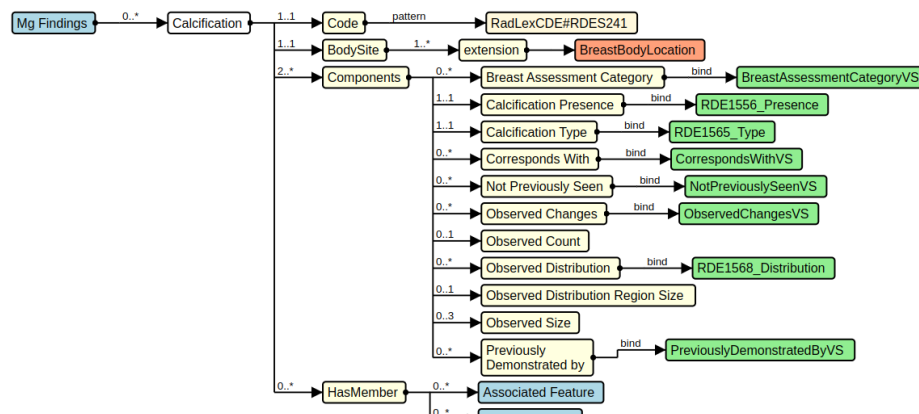 Mg Findings 0..* Calcification 1..1 Code pattern RadLexCDE#RDES241
1..1 BodySite 1..* extension BreastBodyLocation
2..* Components 0..* Breast Assessment Category bind BreastAssessmentCategoryVS
1..1 Calcification Presence bind RDE1556_Presence
1..1 Calcification Type bind RDE1565_Type
0..* Corresponds With bind CorrespondsWithVS
0..* Not Previously Seen bind NotPreviouslySeenVS
0..* Observed Changes bind ObservedChangesVS
0..1 Observed Count
0..* Observed Distribution bind RDE1568_Distribution
0..1 Observed Distribution Region Size
0..3 Observed Size
0..* Previously Demonstrated by bind PreviouslyDemonstratedByVS
0..* HasMember 0..* Associated Feature
0..*